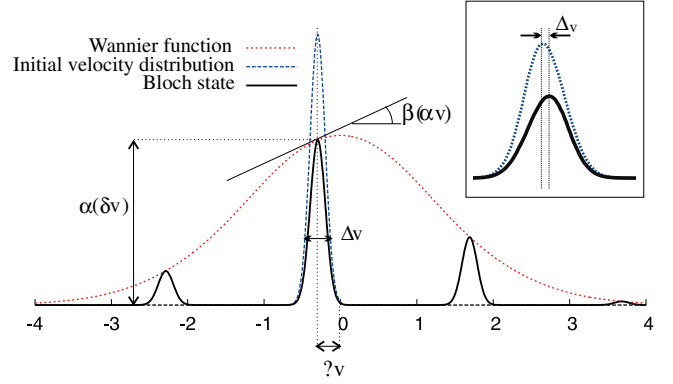 Wannier function
Initial velocity distribution
Bloch state
Δv
β(αv)
α(δv)
Δv
-4 -3 -2 -1 0 1 2 3 4
?v